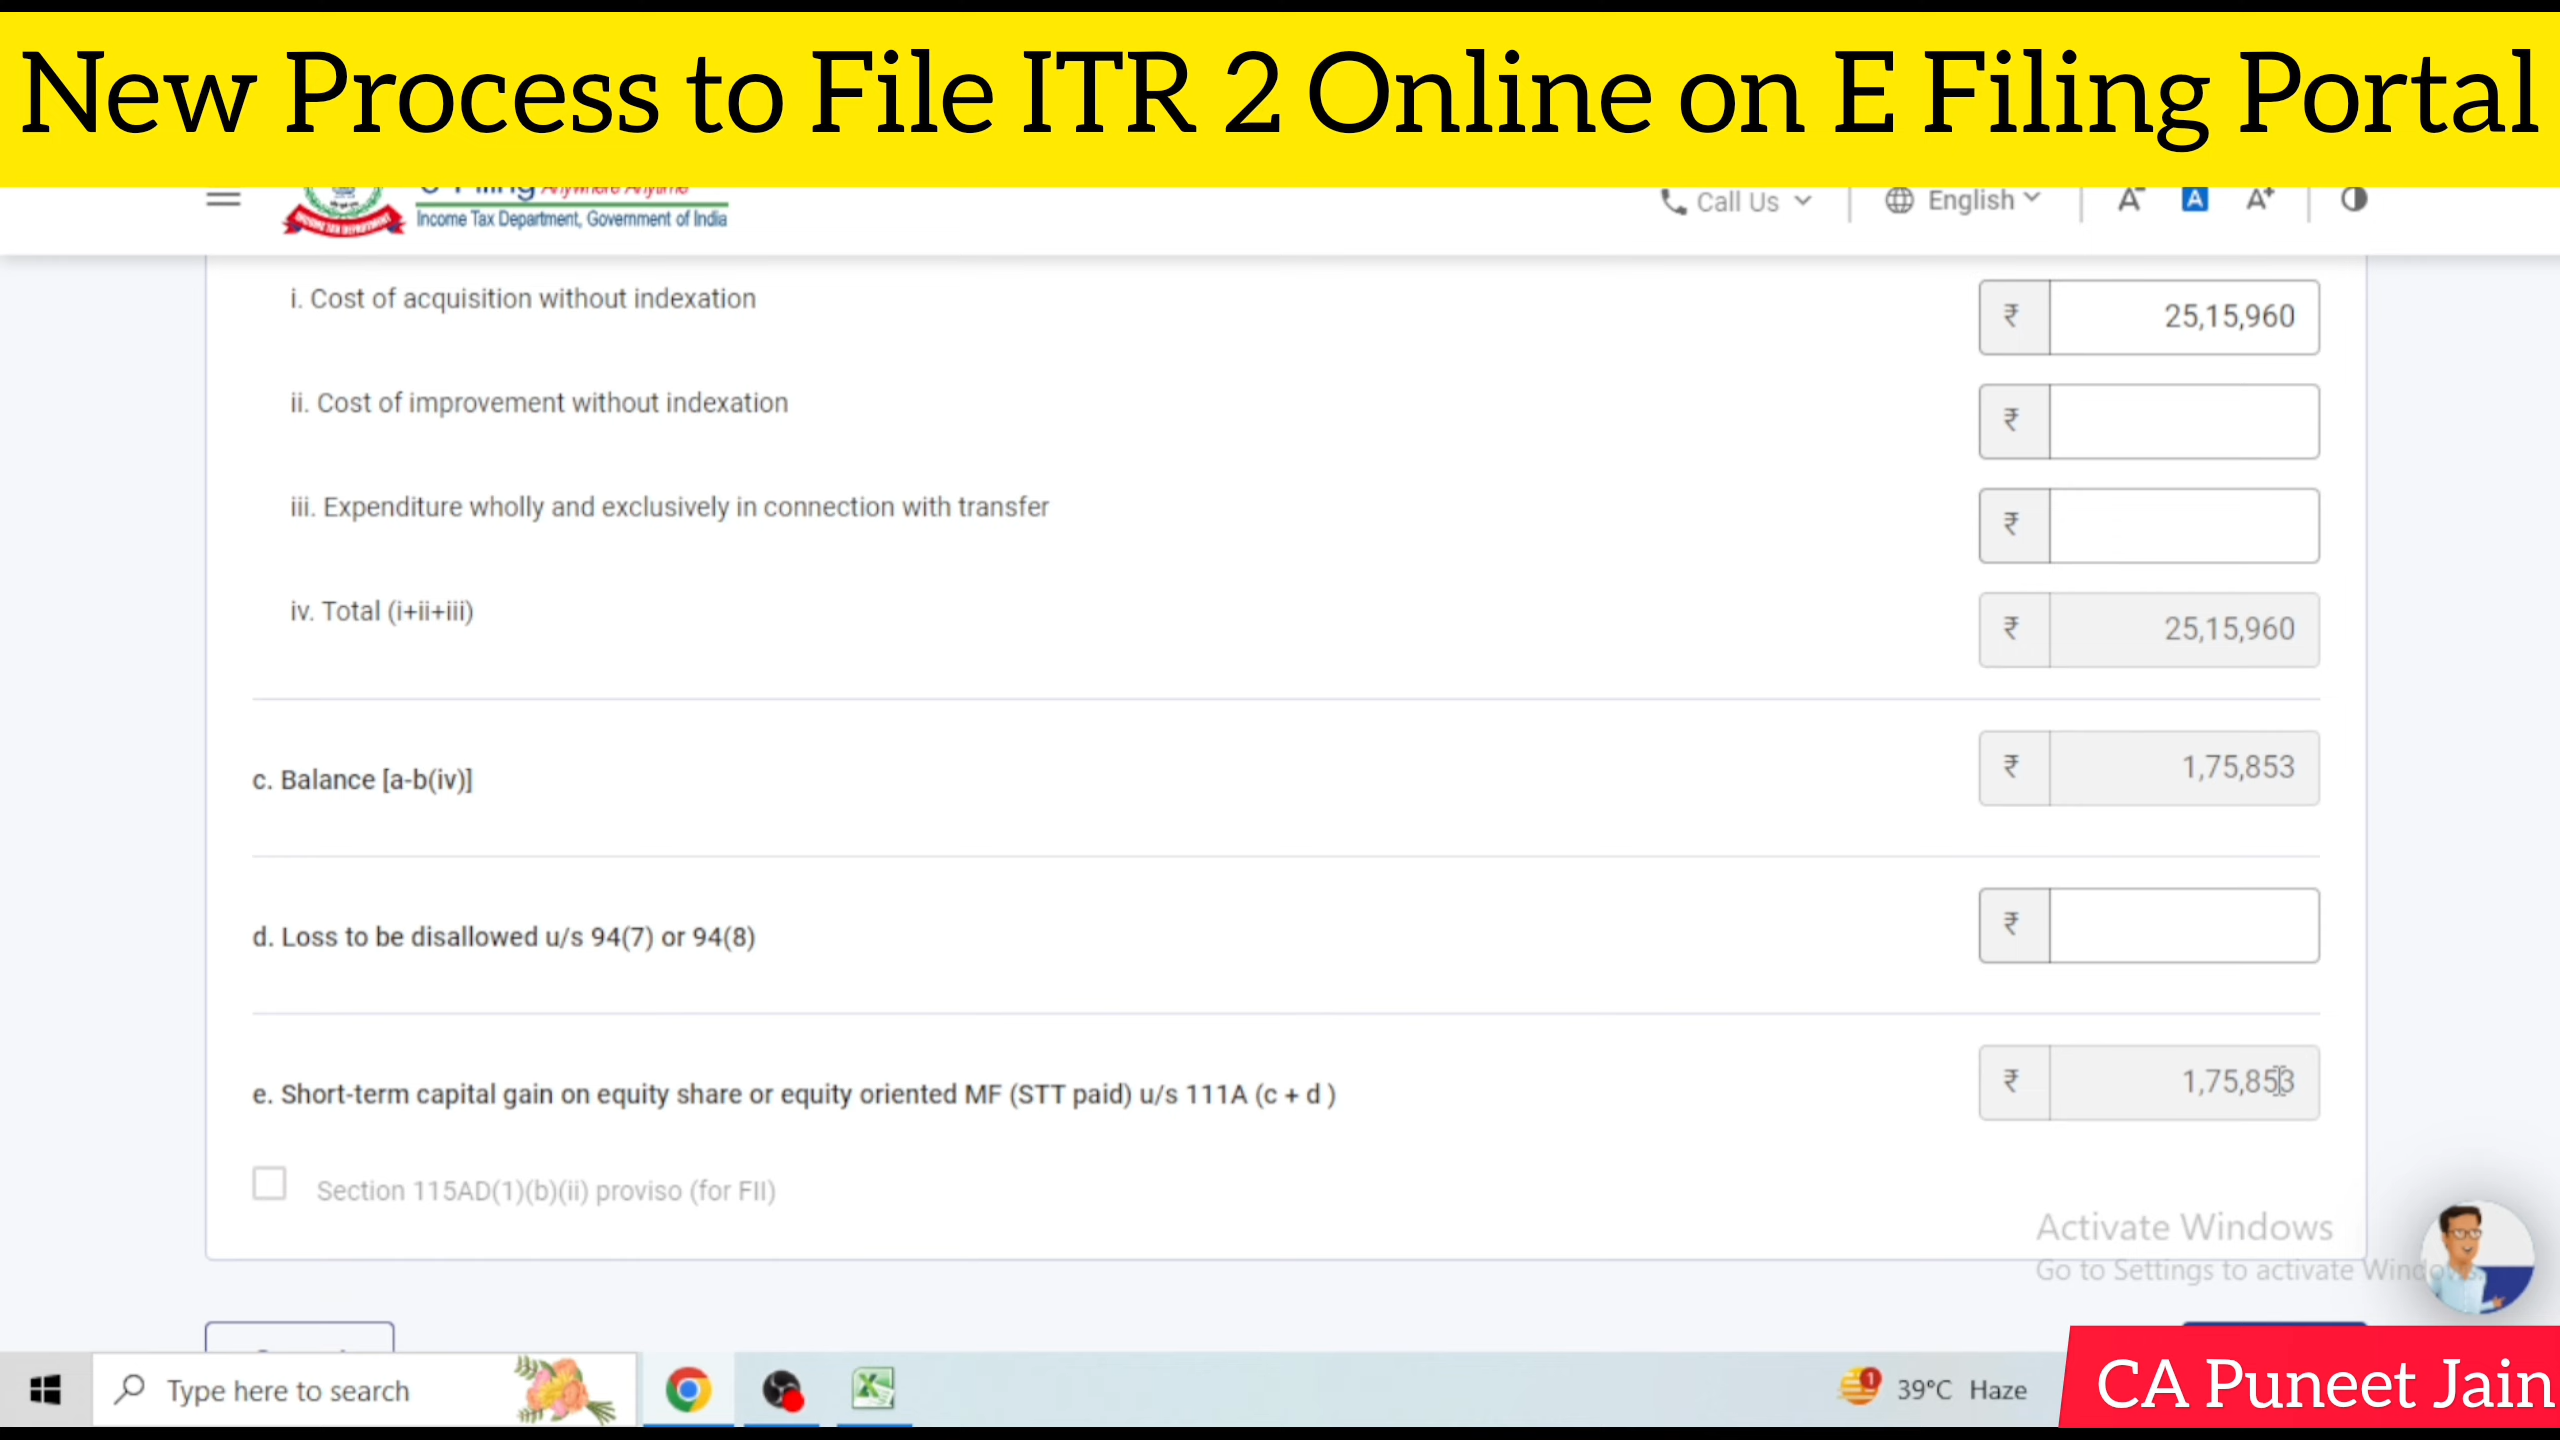 New Process to File ITR 2 Online on E Filing Portal
e-Filing Anywhere Anytime
Income Tax Department, Government of India
Call Us
English
A-
A
A+
i. Cost of acquisition without indexation
₹ 25,15,960
ii. Cost of improvement without indexation
₹
iii. Expenditure wholly and exclusively in connection with transfer
₹
iv. Total (i+ii+iii)
₹ 25,15,960
c. Balance [a-b(iv)]
₹ 1,75,853
d. Loss to be disallowed u/s 94(7) or 94(8)
₹
e. Short-term capital gain on equity share or equity oriented MF (STT paid) u/s 111A (c + d )
₹ 1,75,853
Section 115AD(1)(b)(ii) proviso (for FII)
Activate Windows
Go to Settings to activate Windows.
Type here to search
1
39°C Haze
CA Puneet Jain